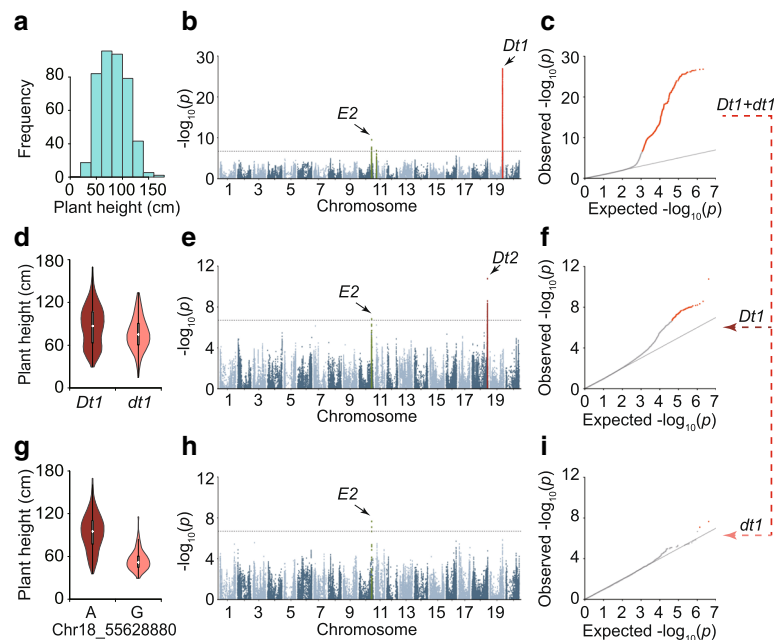 a
Frequency
80
40
0
0 50 100 150
Plant height (cm)
b
-log10(p)
30
20
10
0
E2
Dt1
1 3 5 7 9 11 13 15 17 19
Chromosome
c
Observed -log10(p)
30
20
10
0
0 1 2 3 4 5 6 7
Expected -log10(p)
Dt1+dt1
d
Plant height (cm)
180
120
60
0
Dt1 dt1
e
-log10(p)
12
8
4
0
E2
Dt2
1 3 5 7 9 11 13 15 17 19
Chromosome
f
Observed -log10(p)
12
8
4
0
0 1 2 3 4 5 6 7
Expected -log10(p)
Dt1
g
Plant height (cm)
180
120
60
0
A G
Chr18_55628880
h
-log10(p)
12
8
4
0
E2
1 3 5 7 9 11 13 15 17 19
Chromosome
i
Observed -log10(p)
12
8
4
0
0 1 2 3 4 5 6 7
Expected -log10(p)
dt1